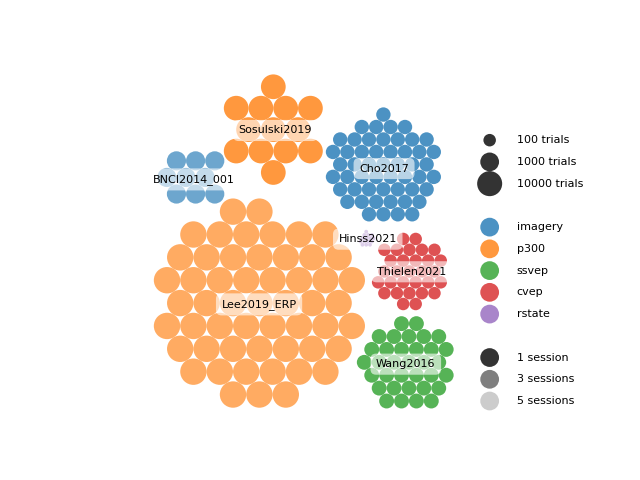 Sosulski2019
Cho2017
BNCI2014_001
Hinss2021
Thielen2021
Lee2019_ERP
Wang2016
100 trials
1000 trials
10000 trials
imagery
p300
ssvep
cvep
rstate
1 session
3 sessions
5 sessions